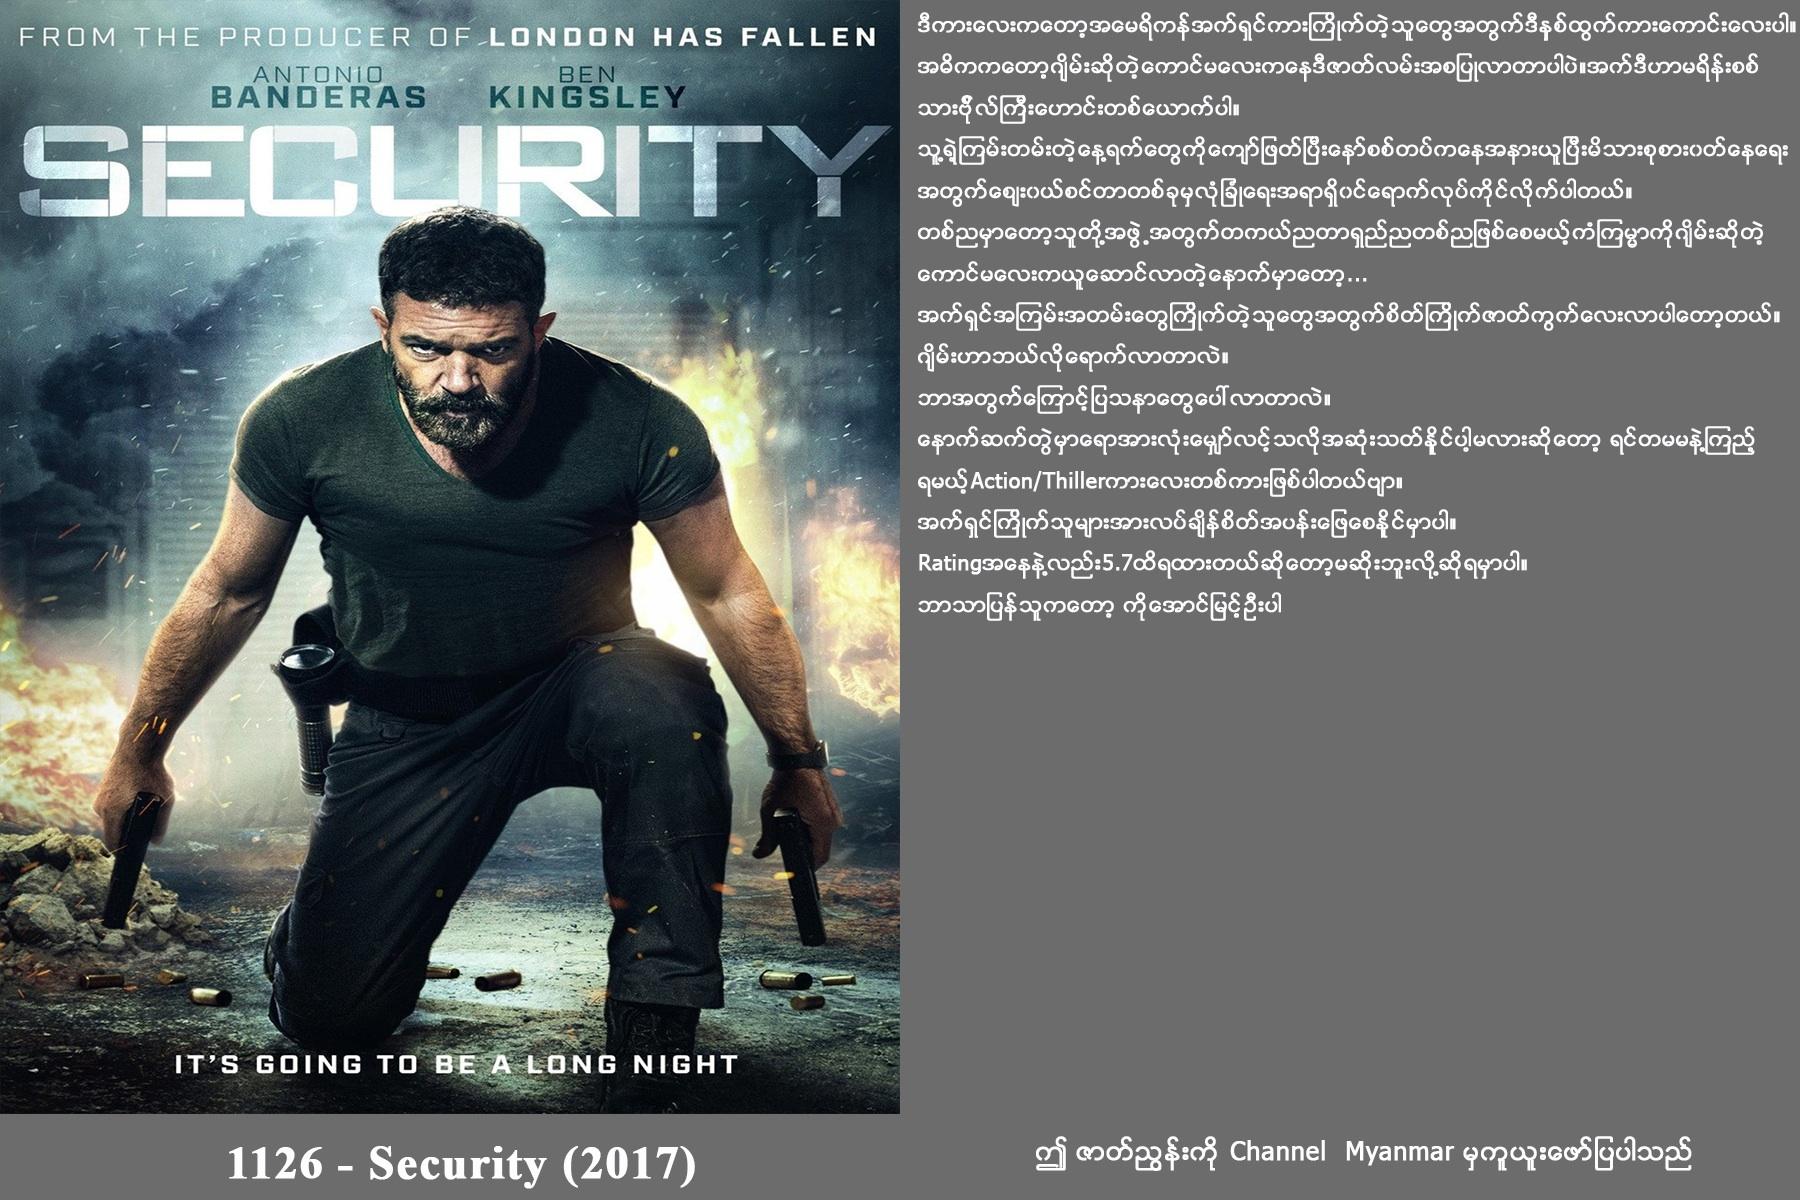 FROM THE PRODUCER OF LONDON HAS FALLEN
ANTONIO BANDERAS
BEN KINGSLEY
SECURITY
IT'S GOING TO BE A LONG NIGHT
1126 - Security (2017)
ဒီကားလေးကတော့အမေရိကန်အက်ရှင်ကားကြိုက်တဲ့သူတွေအတွက်ဒီနှစ်ထွက်ကားကောင်းလေးပါ။
အဓိကကတော့ဂျိမ်းဆိုတဲ့ကောင်မလေးကနေဒီဇာတ်လမ်းအစပြုလာတာပါပဲ။အက်ဒီဟာမရိန်းစစ်
သားဗိုလ်ကြီးဟောင်းတစ်ယောက်ပါ။
သူ့ရဲ့ကြမ်းတမ်းတဲ့နေ့ရက်တွေကိုကျော်ဖြတ်ပြီးနော်စစ်တပ်ကနေအနားယူပြီးမိသားစုစားဝတ်နေရေး
အတွက်စျေးဝယ်စင်တာတစ်ခုမှလုံခြုံရေးအရာရှိဝင်ရောက်လုပ်ကိုင်လိုက်ပါတယ်။
တစ်ညမှာတော့သူတို့အဖွဲ့အတွက်တကယ်ညတာရှည်ညတစ်ညဖြစ်စေမယ့်ကံကြမ္မာကိုဂျိမ်းဆိုတဲ့
ကောင်မလေးကယူဆောင်လာတဲ့နောက်မှာတော့...
အက်ရှင်အကြမ်းအတမ်းတွေကြိုက်တဲ့သူတွေအတွက်စိတ်ကြိုက်ဇာတ်ကွက်လေးလာပါတော့တယ်။
ဂျိမ်းဟာဘယ်လိုရောက်လာတာလဲ။
ဘာအတွက်ကြောင့်ပြသနာတွေပေါ်လာတာလဲ။
နောက်ဆက်တွဲမှာရောအားလုံးမျှော်လင့်သလိုအဆုံးသတ်နိူင်ပါ့မလားဆိုတော့ ရင်တမမနဲ့ကြည့်
ရမယ့်Action/Thillerကားလေးတစ်ကားဖြစ်ပါတယ်ဗျာ။
အက်ရှင်ကြိုက်သူများအားလပ်ချိန်စိတ်အပန်းဖြေစေနိူင်မှာပါ။
Ratingအနေနဲ့လည်း5.7ထိရထားတယ်ဆိုတော့မဆိုးဘူးလို့ဆိုရမှာပါ။
ဘာသာပြန်သူကတော့ ကိုအောင်မြင့်ဦးပါ
ဤ ဇာတ်ညွှန်းကို Channel Myanmar မှကူယူးဖော်ပြပါသည်